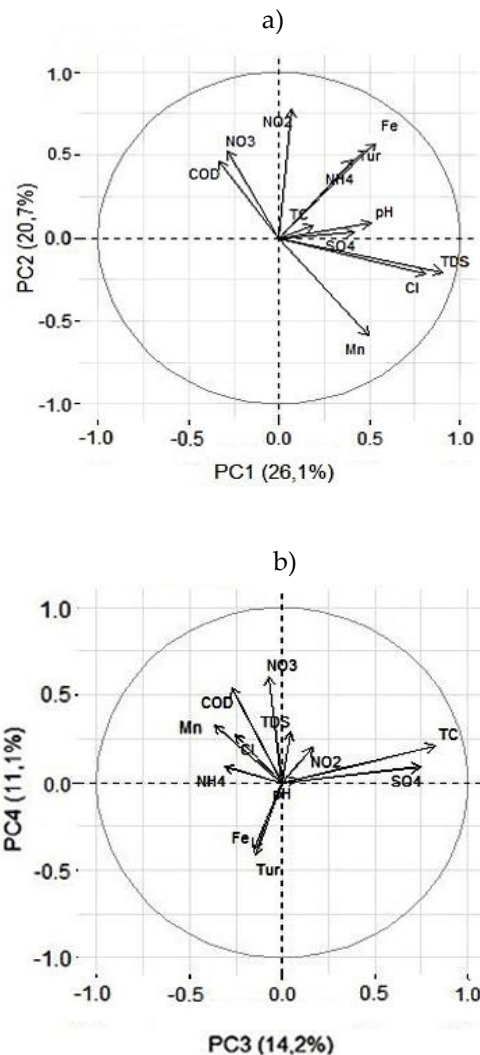 a)
1.0
NO2
Fe
NO3
Tur
0.5
COD
NH4
TC
pH
PC2 (20,7%)
0.0
SO4
TDS
Cl
-0.5
Mn
-1.0
-1.0 -0.5 0.0 0.5 1.0
PC1 (26,1%)
b)
1.0
NO3
0.5
COD
Mn
TDS
TC
Cl
NO2
PC4 (11,1%)
NH4
SO4
0.0
pH
Fe
-0.5
Tur
-1.0
-1.0 -0.5 0.0 0.5 1.0
PC3 (14,2%)